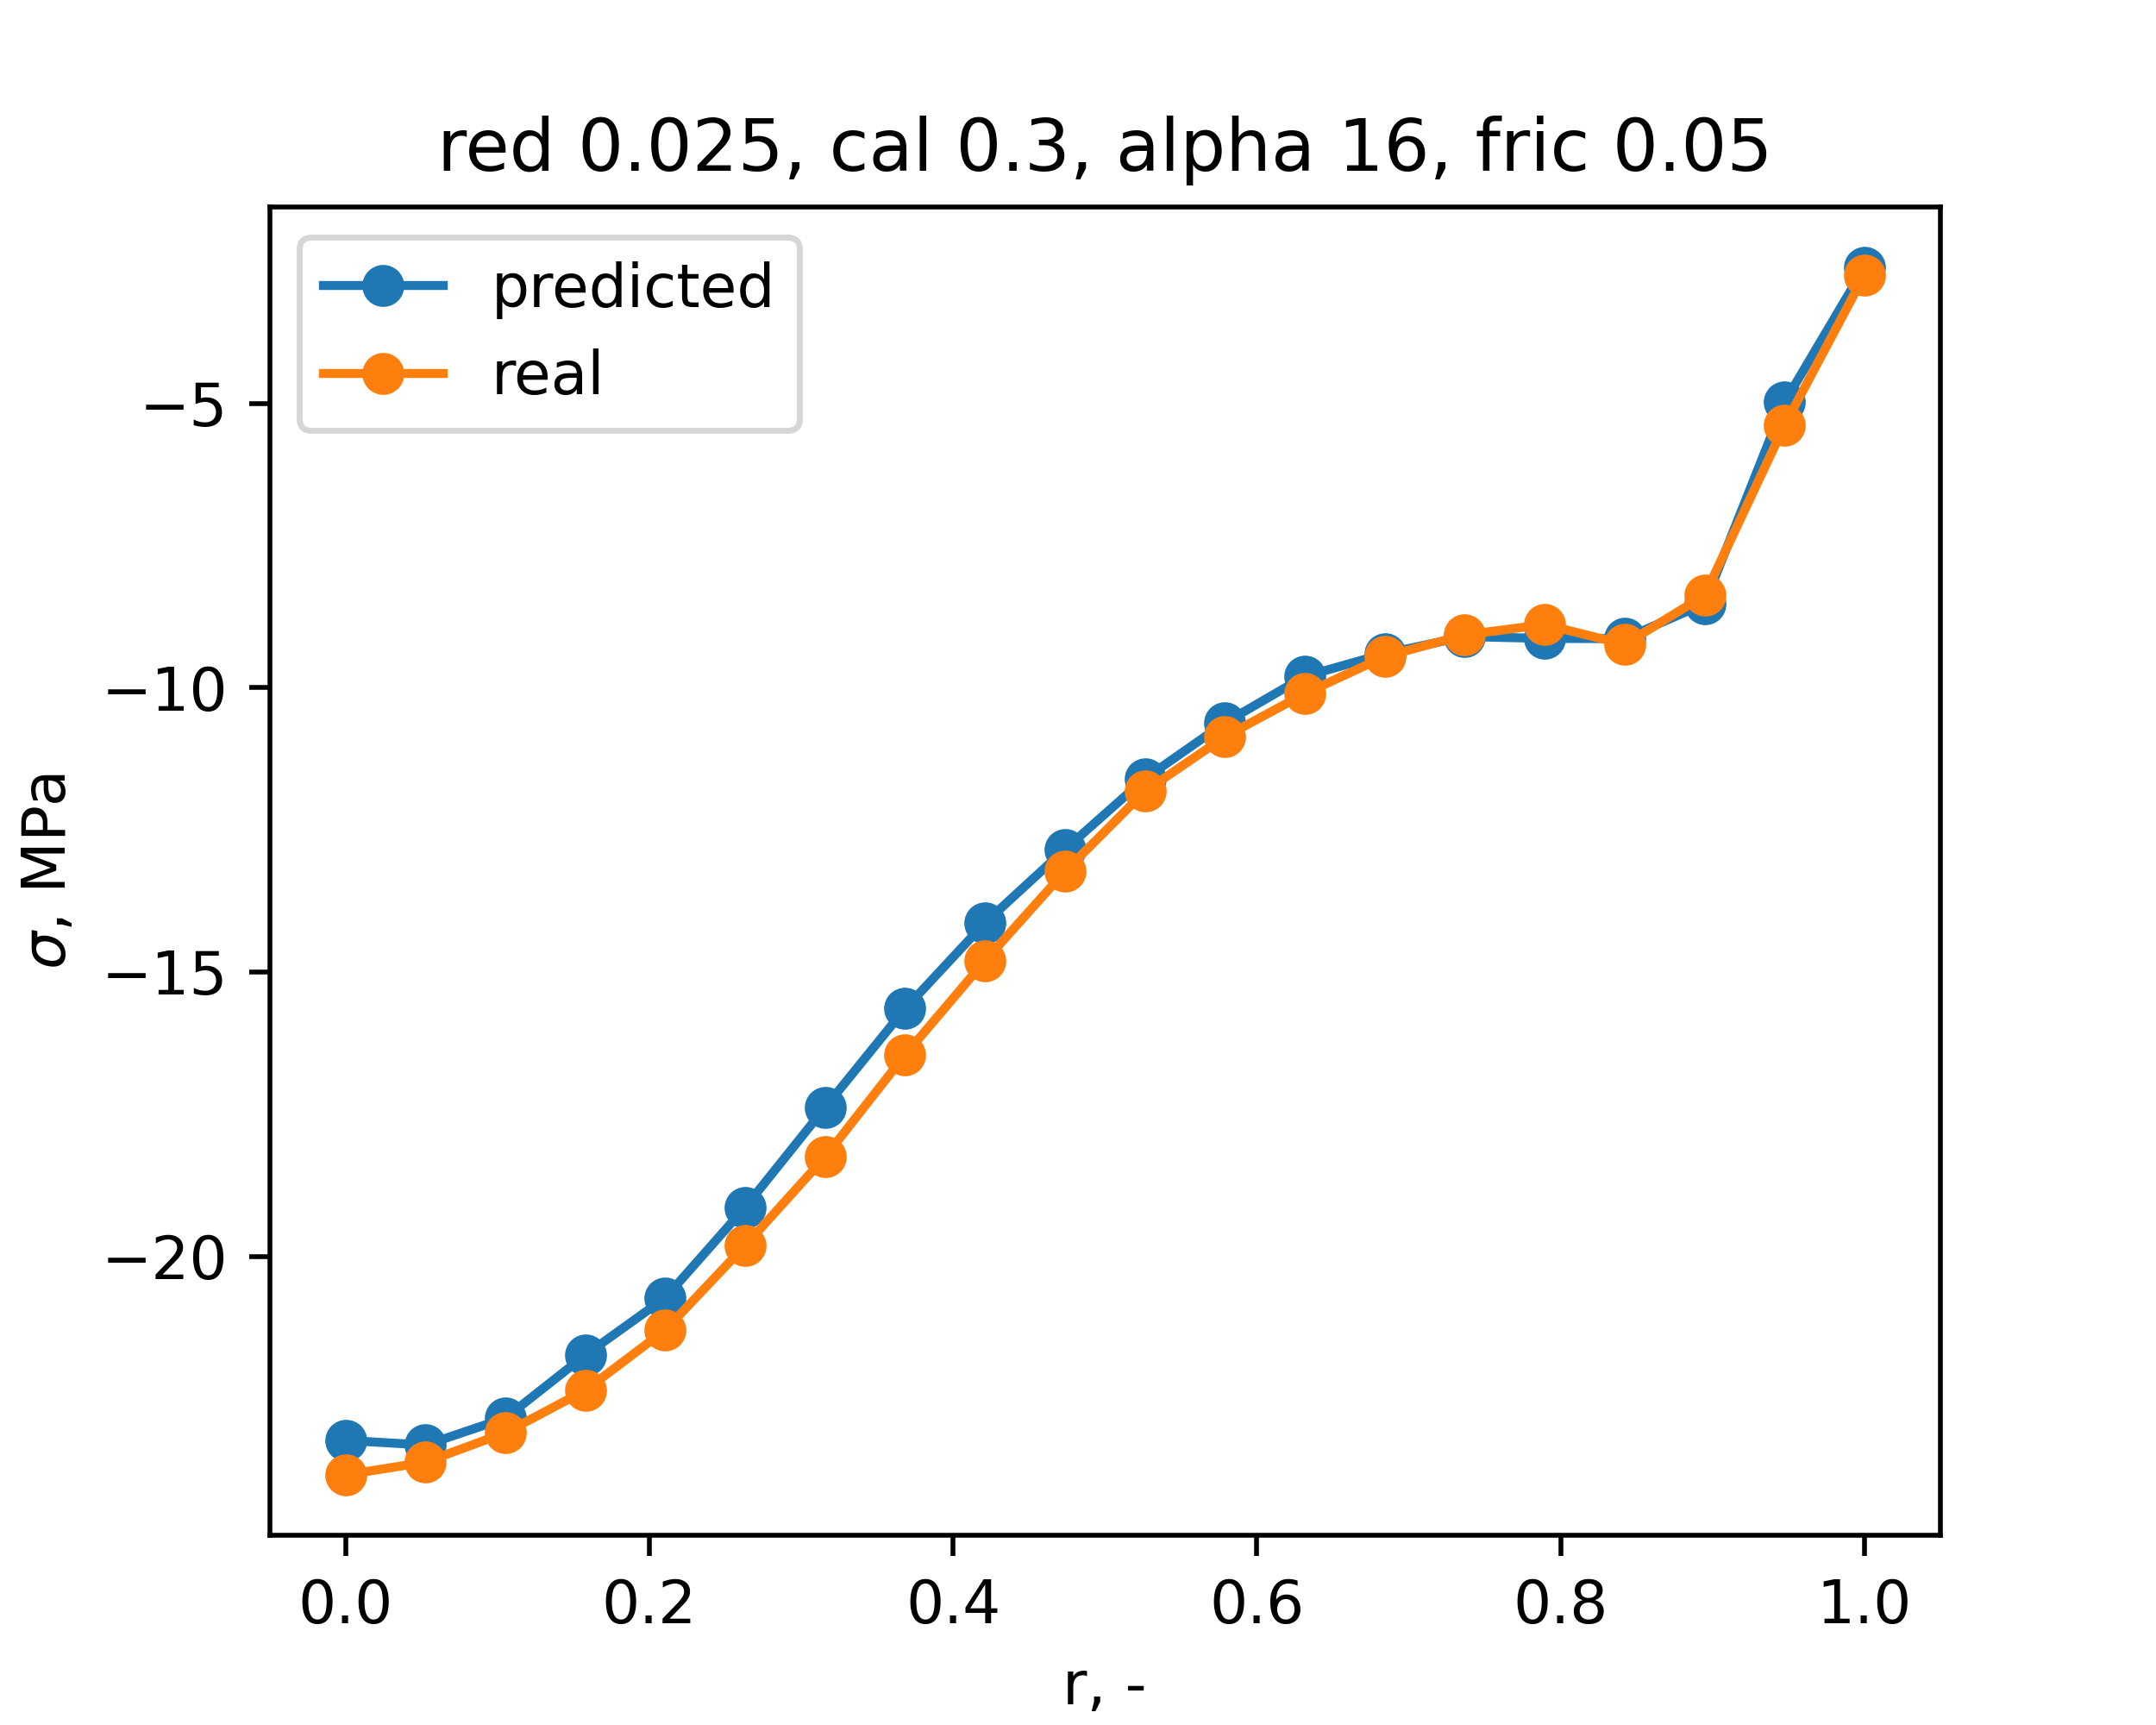 red 0.025, cal 0.3, alpha 16, fric 0.05
predicted
real
−5
−10
−15
−20
σ, MPa
0.0 0.2 0.4 0.6 0.8 1.0
r, -